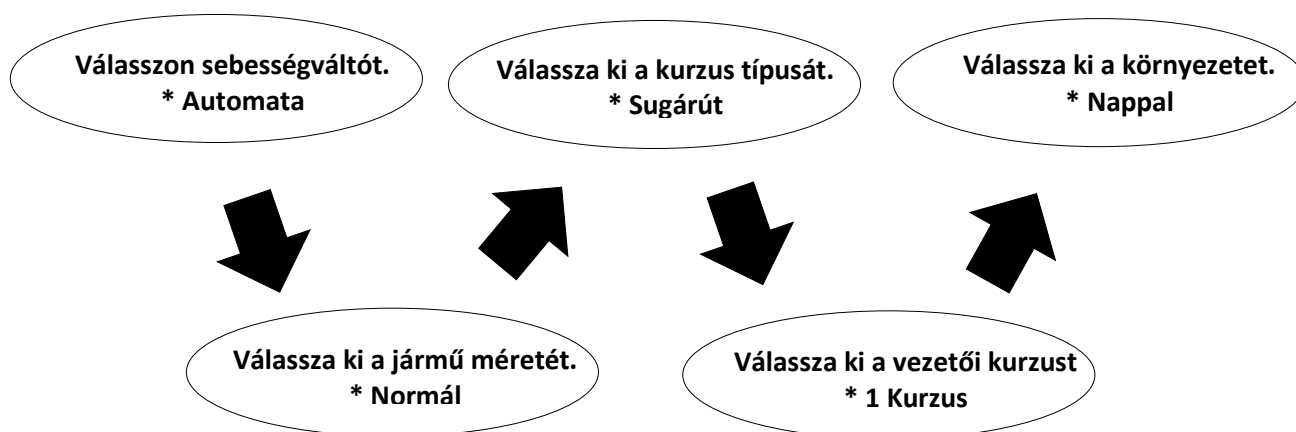 Válasszon sebességváltót.
* Automata
Válassza ki a jármű méretét.
* Normál
Válassza ki a kurzus típusát.
* Sugárút
Válassza ki a vezetői kurzust
* 1 Kurzus
Válassza ki a környezetet.
* Nappal